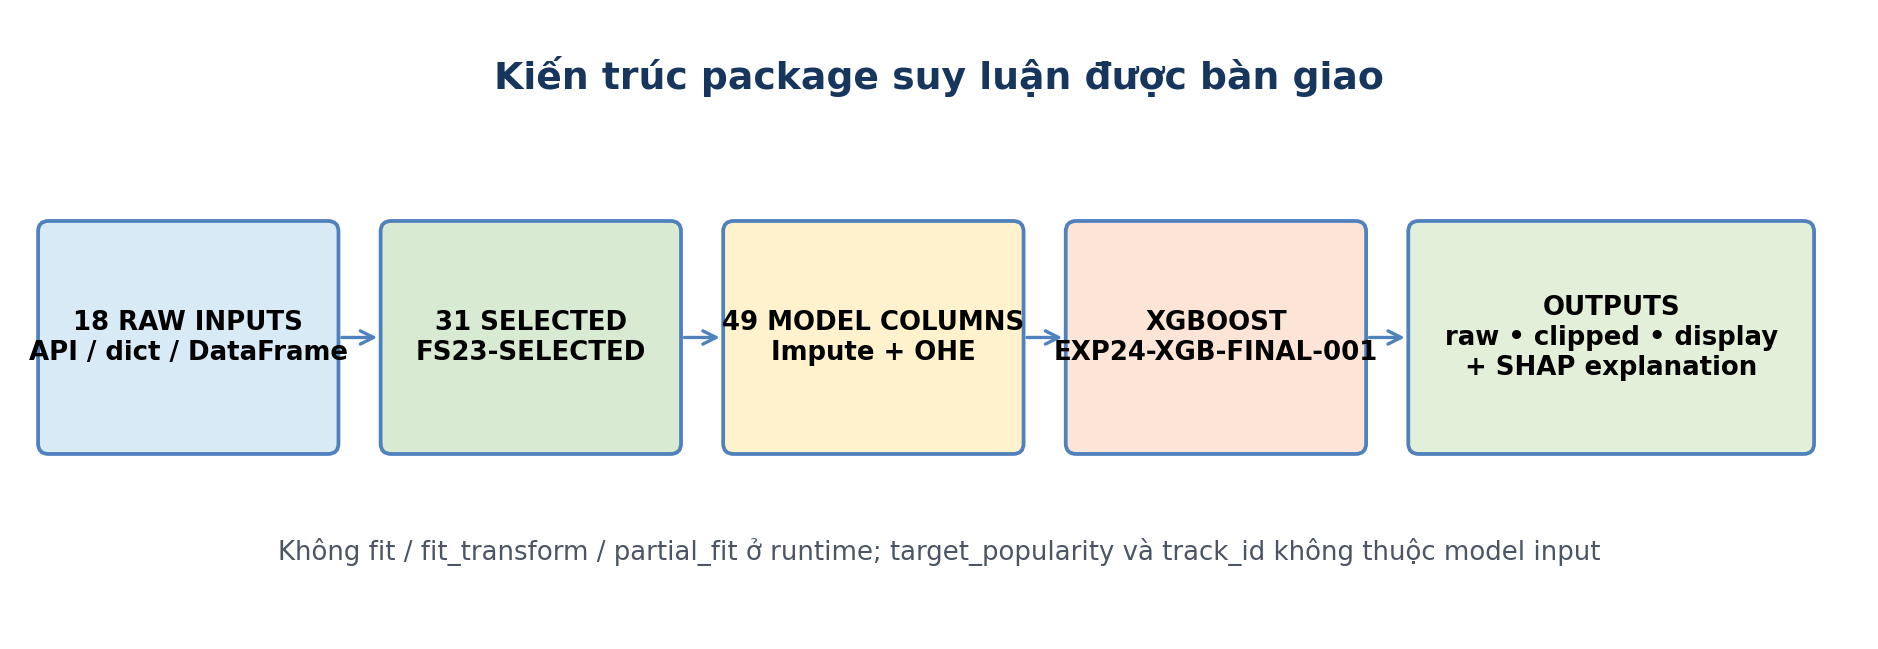 Kiến trúc package suy luận được bàn giao
18 RAW INPUTS
API / dict / DataFrame
31 SELECTED
FS23-SELECTED
49 MODEL COLUMNS
Impute + OHE
XGBOOST
EXP24-XGB-FINAL-001
OUTPUTS
raw • clipped • display
+ SHAP explanation
Không fit / fit_transform / partial_fit ở runtime; target_popularity và track_id không thuộc model input